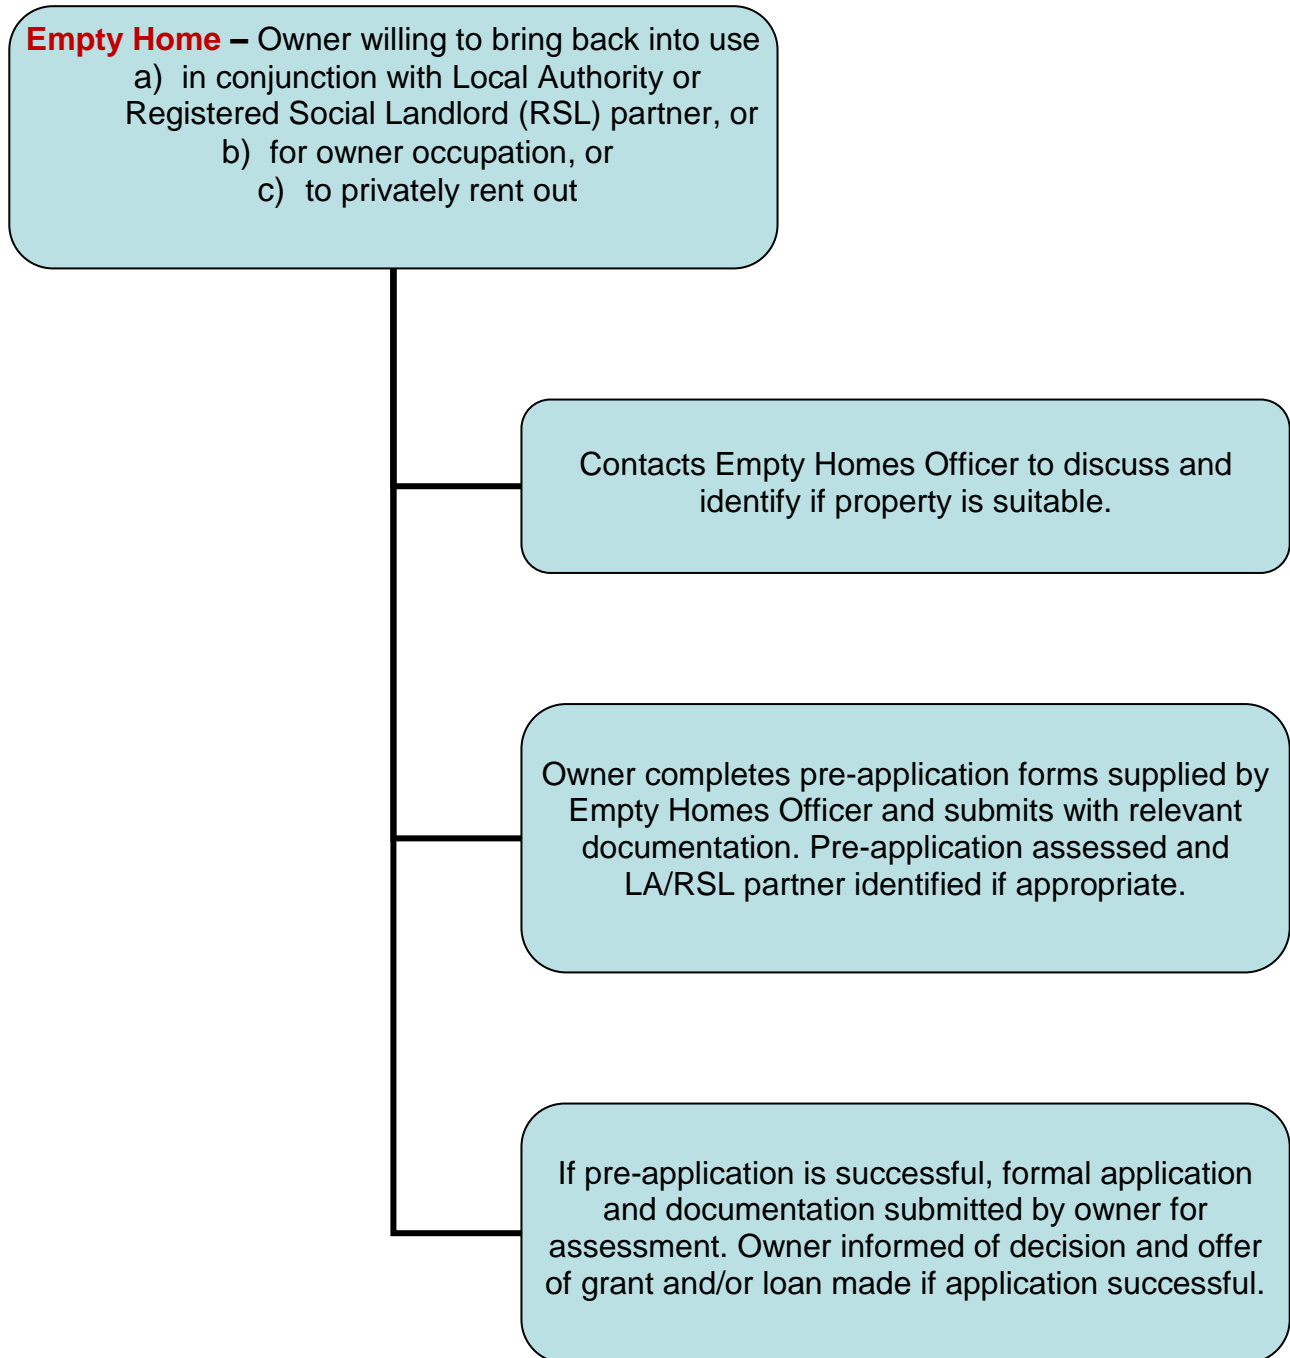 Empty Home – Owner willing to bring back into use
a) in conjunction with Local Authority or
Registered Social Landlord (RSL) partner, or
b) for owner occupation, or
c) to privately rent out
Contacts Empty Homes Officer to discuss and
identify if property is suitable.
Owner completes pre-application forms supplied by
Empty Homes Officer and submits with relevant
documentation. Pre-application assessed and
LA/RSL partner identified if appropriate.
If pre-application is successful, formal application
and documentation submitted by owner for
assessment. Owner informed of decision and offer
of grant and/or loan made if application successful.